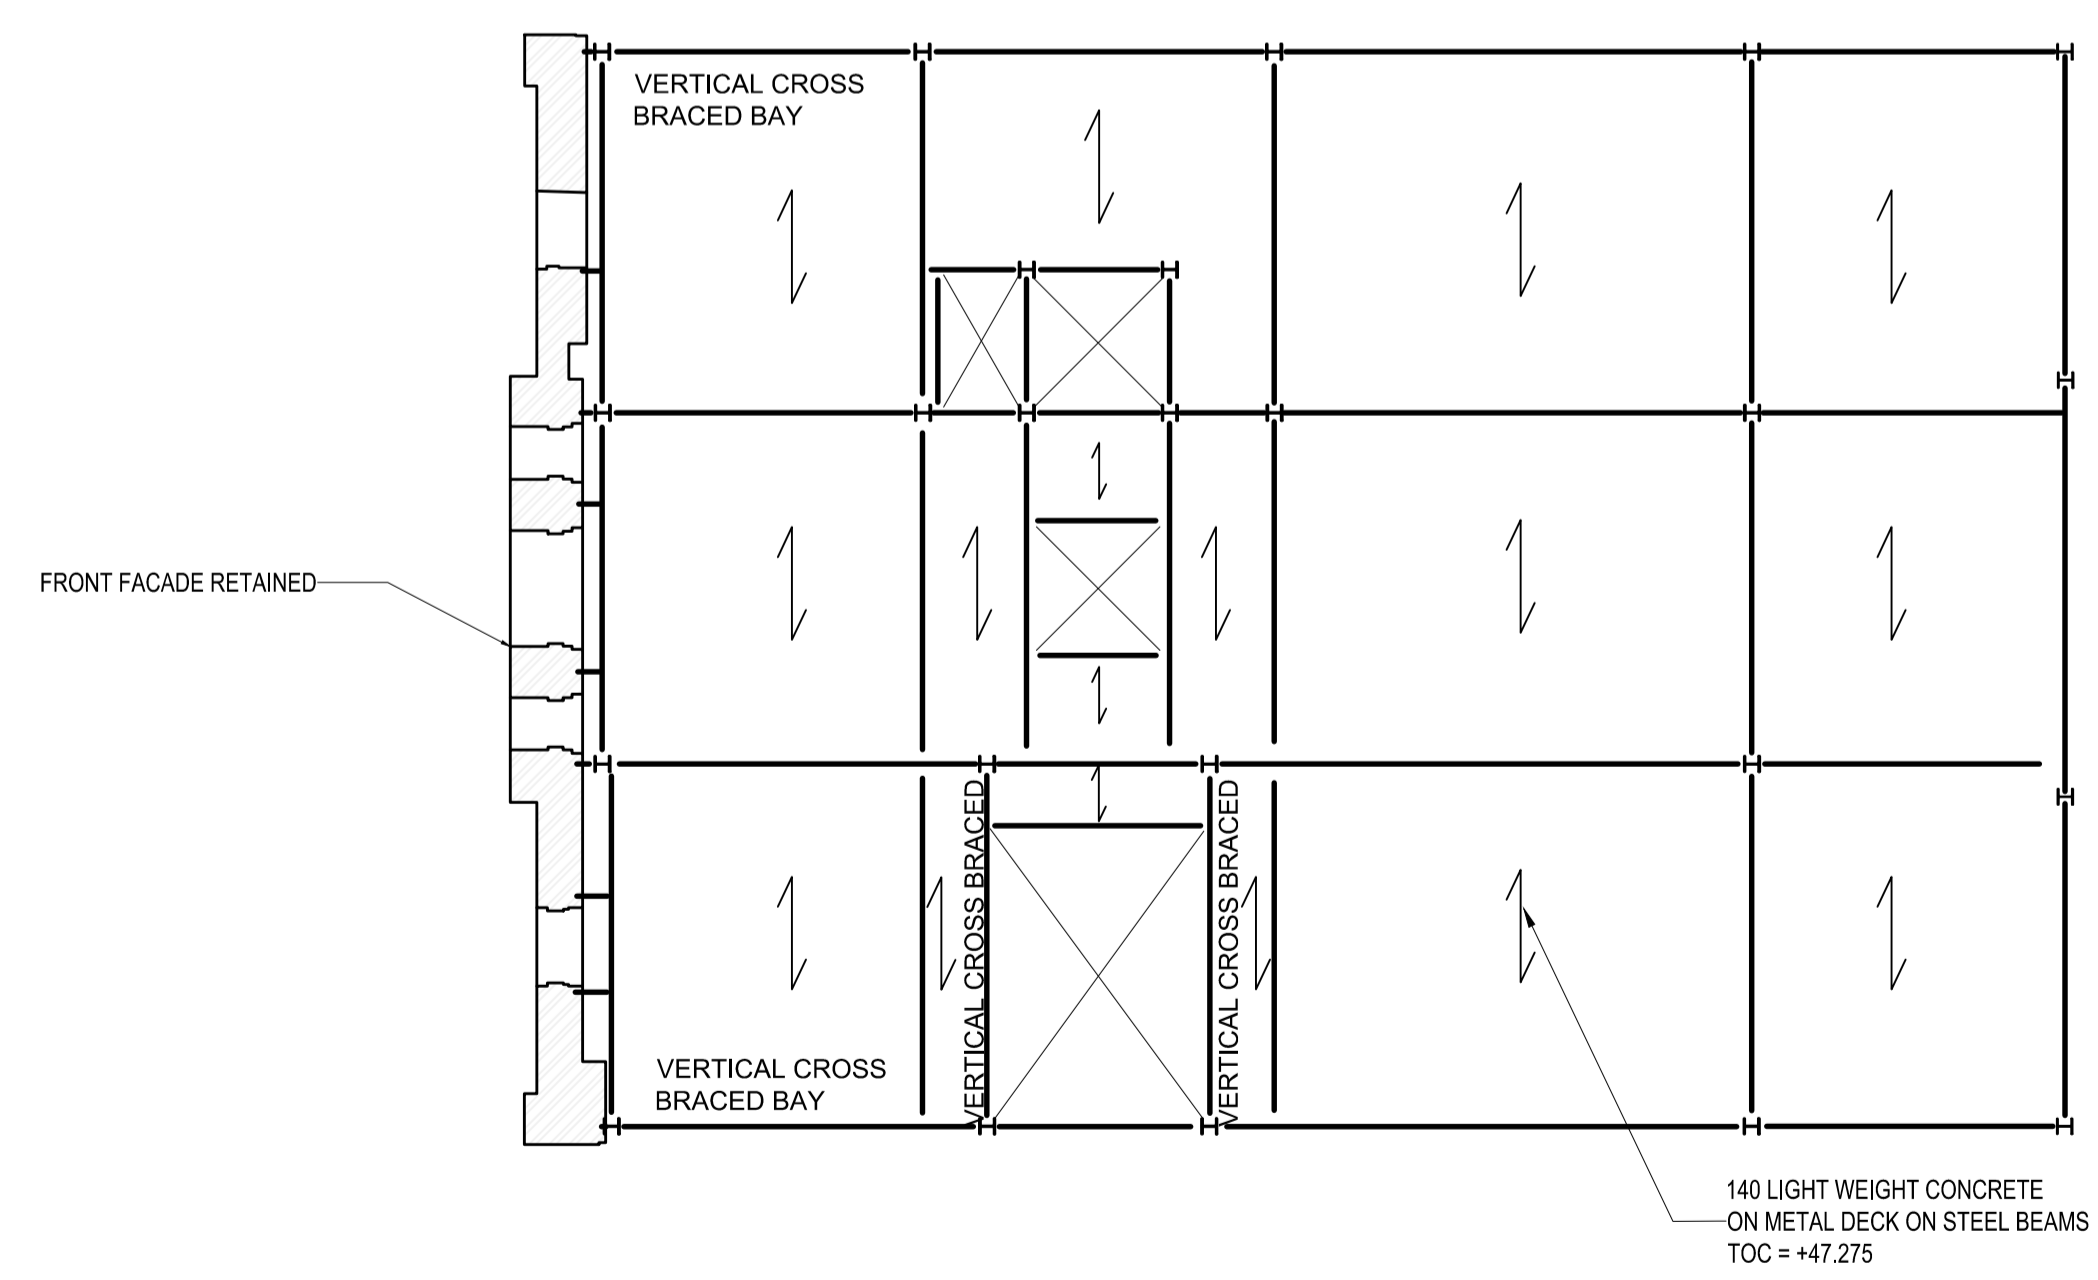 VERTICAL CROSS
BRACED BAY
FRONT FACADE RETAINED
VERTICAL CROSS BRACED
VERTICAL CROSS BRACED
VERTICAL CROSS
BRACED BAY
140 LIGHT WEIGHT CONCRETE
ON METAL DECK ON STEEL BEAMS
TOC = +47.275